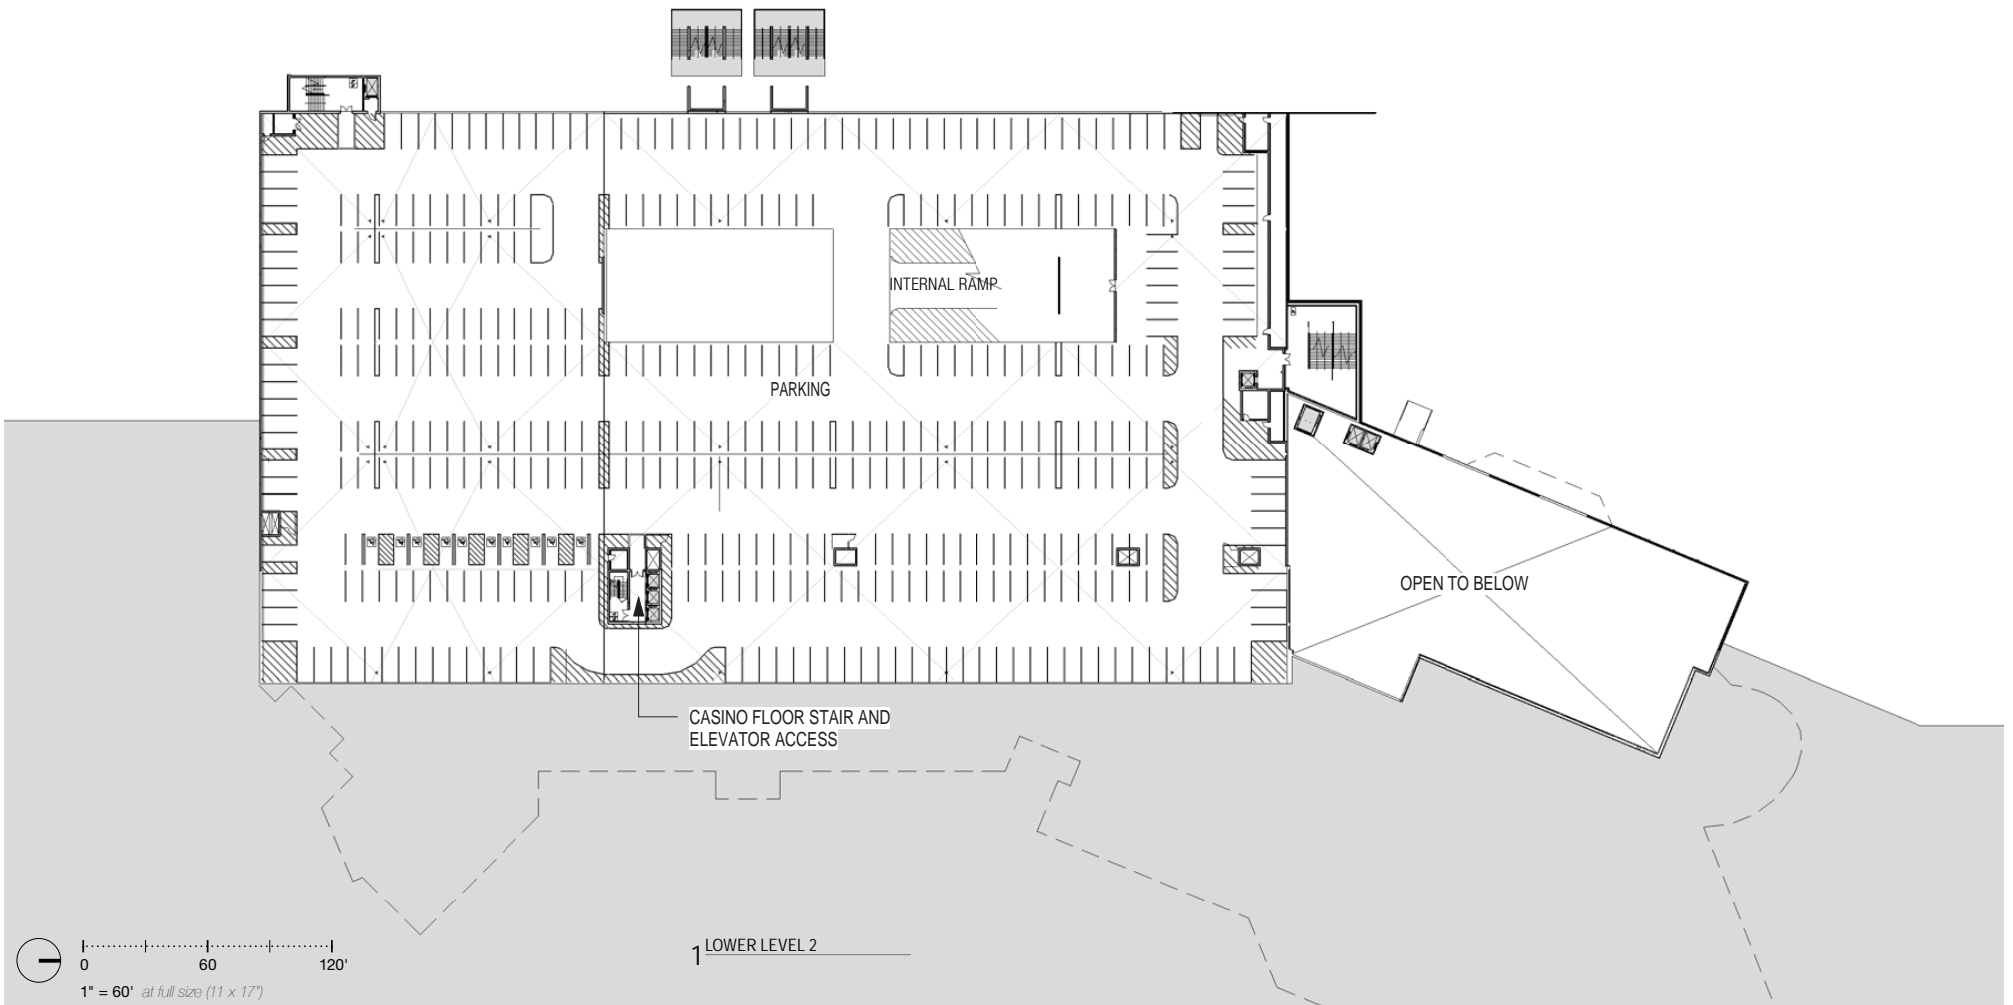 INTERNAL RAMP
PARKING
OPEN TO BELOW
CASINO FLOOR STAIR AND
ELEVATOR ACCESS
0 60 120'
1" = 60' at full size (11 x 17")
1 LOWER LEVEL 2